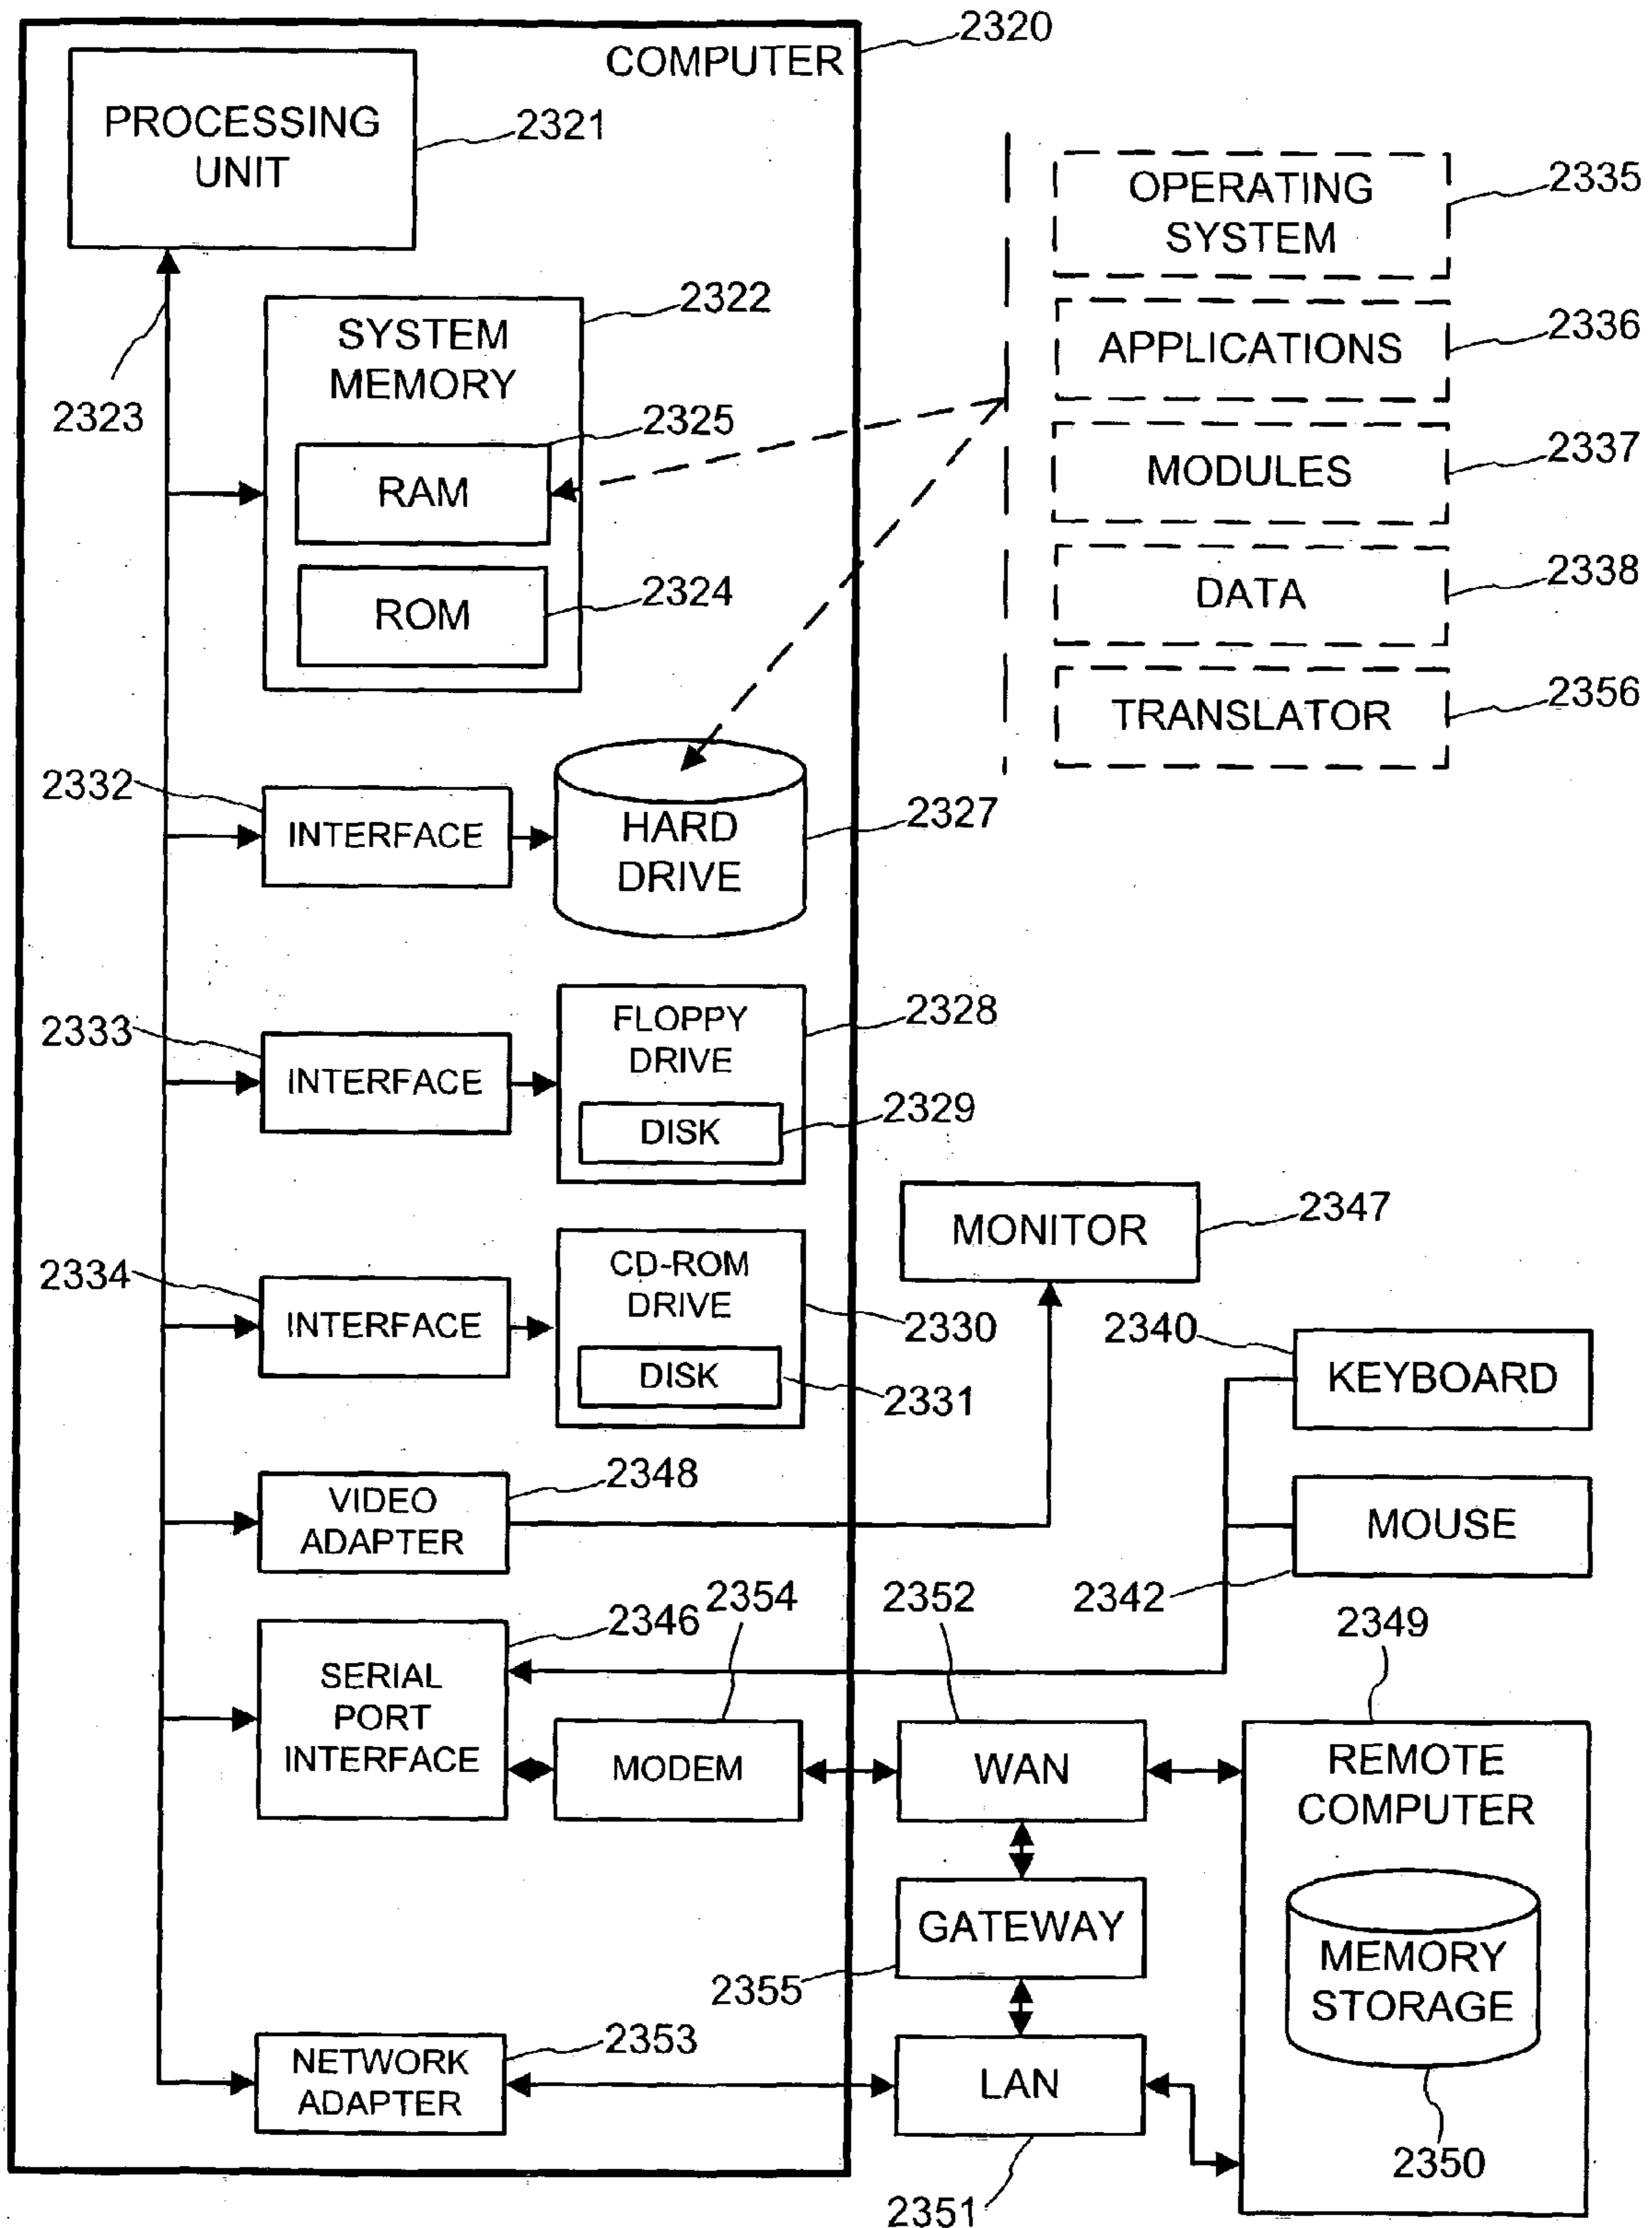 2320
COMPUTER
PROCESSING
UNIT
2321
2335
OPERATING
SYSTEM
2322
SYSTEM
MEMORY
2336
APPLICATIONS
2323
2325
RAM
2337
MODULES
2324
ROM
2338
DATA
2356
TRANSLATOR
2332
INTERFACE
HARD
DRIVE
2327
2333
INTERFACE
FLOPPY
DRIVE
2328
DISK
2329
MONITOR
2347
2334
INTERFACE
CD-ROM
DRIVE
2330
DISK
2331
2340
KEYBOARD
VIDEO
ADAPTER
2348
MOUSE
2342
2346
2354
2352
2349
SERIAL
PORT
INTERFACE
MODEM
WAN
REMOTE
COMPUTER
GATEWAY
2355
MEMORY
STORAGE
2353
NETWORK
ADAPTER
LAN
2350
2351